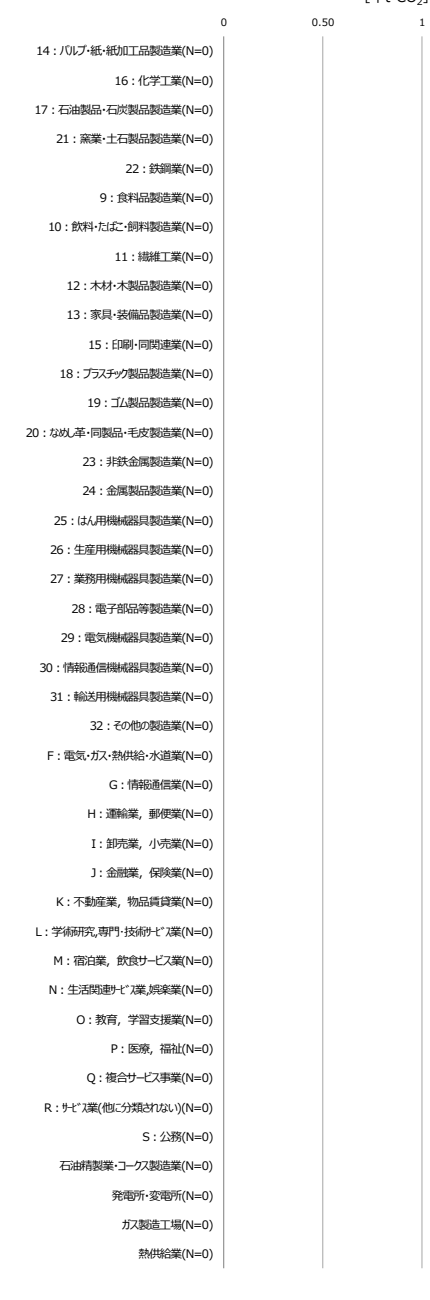 [千t-CO2]
0 0.50 1
14：パルプ・紙・紙加工品製造業(N=0)
16：化学工業(N=0)
17：石油製品・石炭製品製造業(N=0)
21：窯業・土石製品製造業(N=0)
22：鉄鋼業(N=0)
9：食料品製造業(N=0)
10：飲料・たばこ・飼料製造業(N=0)
11：繊維工業(N=0)
12：木材・木製品製造業(N=0)
13：家具・装備品製造業(N=0)
15：印刷・同関連業(N=0)
18：プラスチック製品製造業(N=0)
19：ゴム製品製造業(N=0)
20：なめし革・同製品・毛皮製造業(N=0)
23：非鉄金属製造業(N=0)
24：金属製品製造業(N=0)
25：はん用機械器具製造業(N=0)
26：生産用機械器具製造業(N=0)
27：業務用機械器具製造業(N=0)
28：電子部品等製造業(N=0)
29：電気機械器具製造業(N=0)
30：情報通信機械器具製造業(N=0)
31：輸送用機械器具製造業(N=0)
32：その他の製造業(N=0)
F：電気・ガス・熱供給・水道業(N=0)
G：情報通信業(N=0)
H：運輸業，郵便業(N=0)
I：卸売業，小売業(N=0)
J：金融業，保険業(N=0)
K：不動産業，物品賃貸業(N=0)
L：学術研究,専門・技術ｻｰﾋﾞｽ業(N=0)
M：宿泊業，飲食サービス業(N=0)
N：生活関連ｻｰﾋﾞｽ業,娯楽業(N=0)
O：教育，学習支援業(N=0)
P：医療，福祉(N=0)
Q：複合サービス事業(N=0)
R：ｻｰﾋﾞｽ業(他に分類されない)(N=0)
S：公務(N=0)
石油精製業・コークス製造業(N=0)
発電所・変電所(N=0)
ガス製造工場(N=0)
熱供給業(N=0)